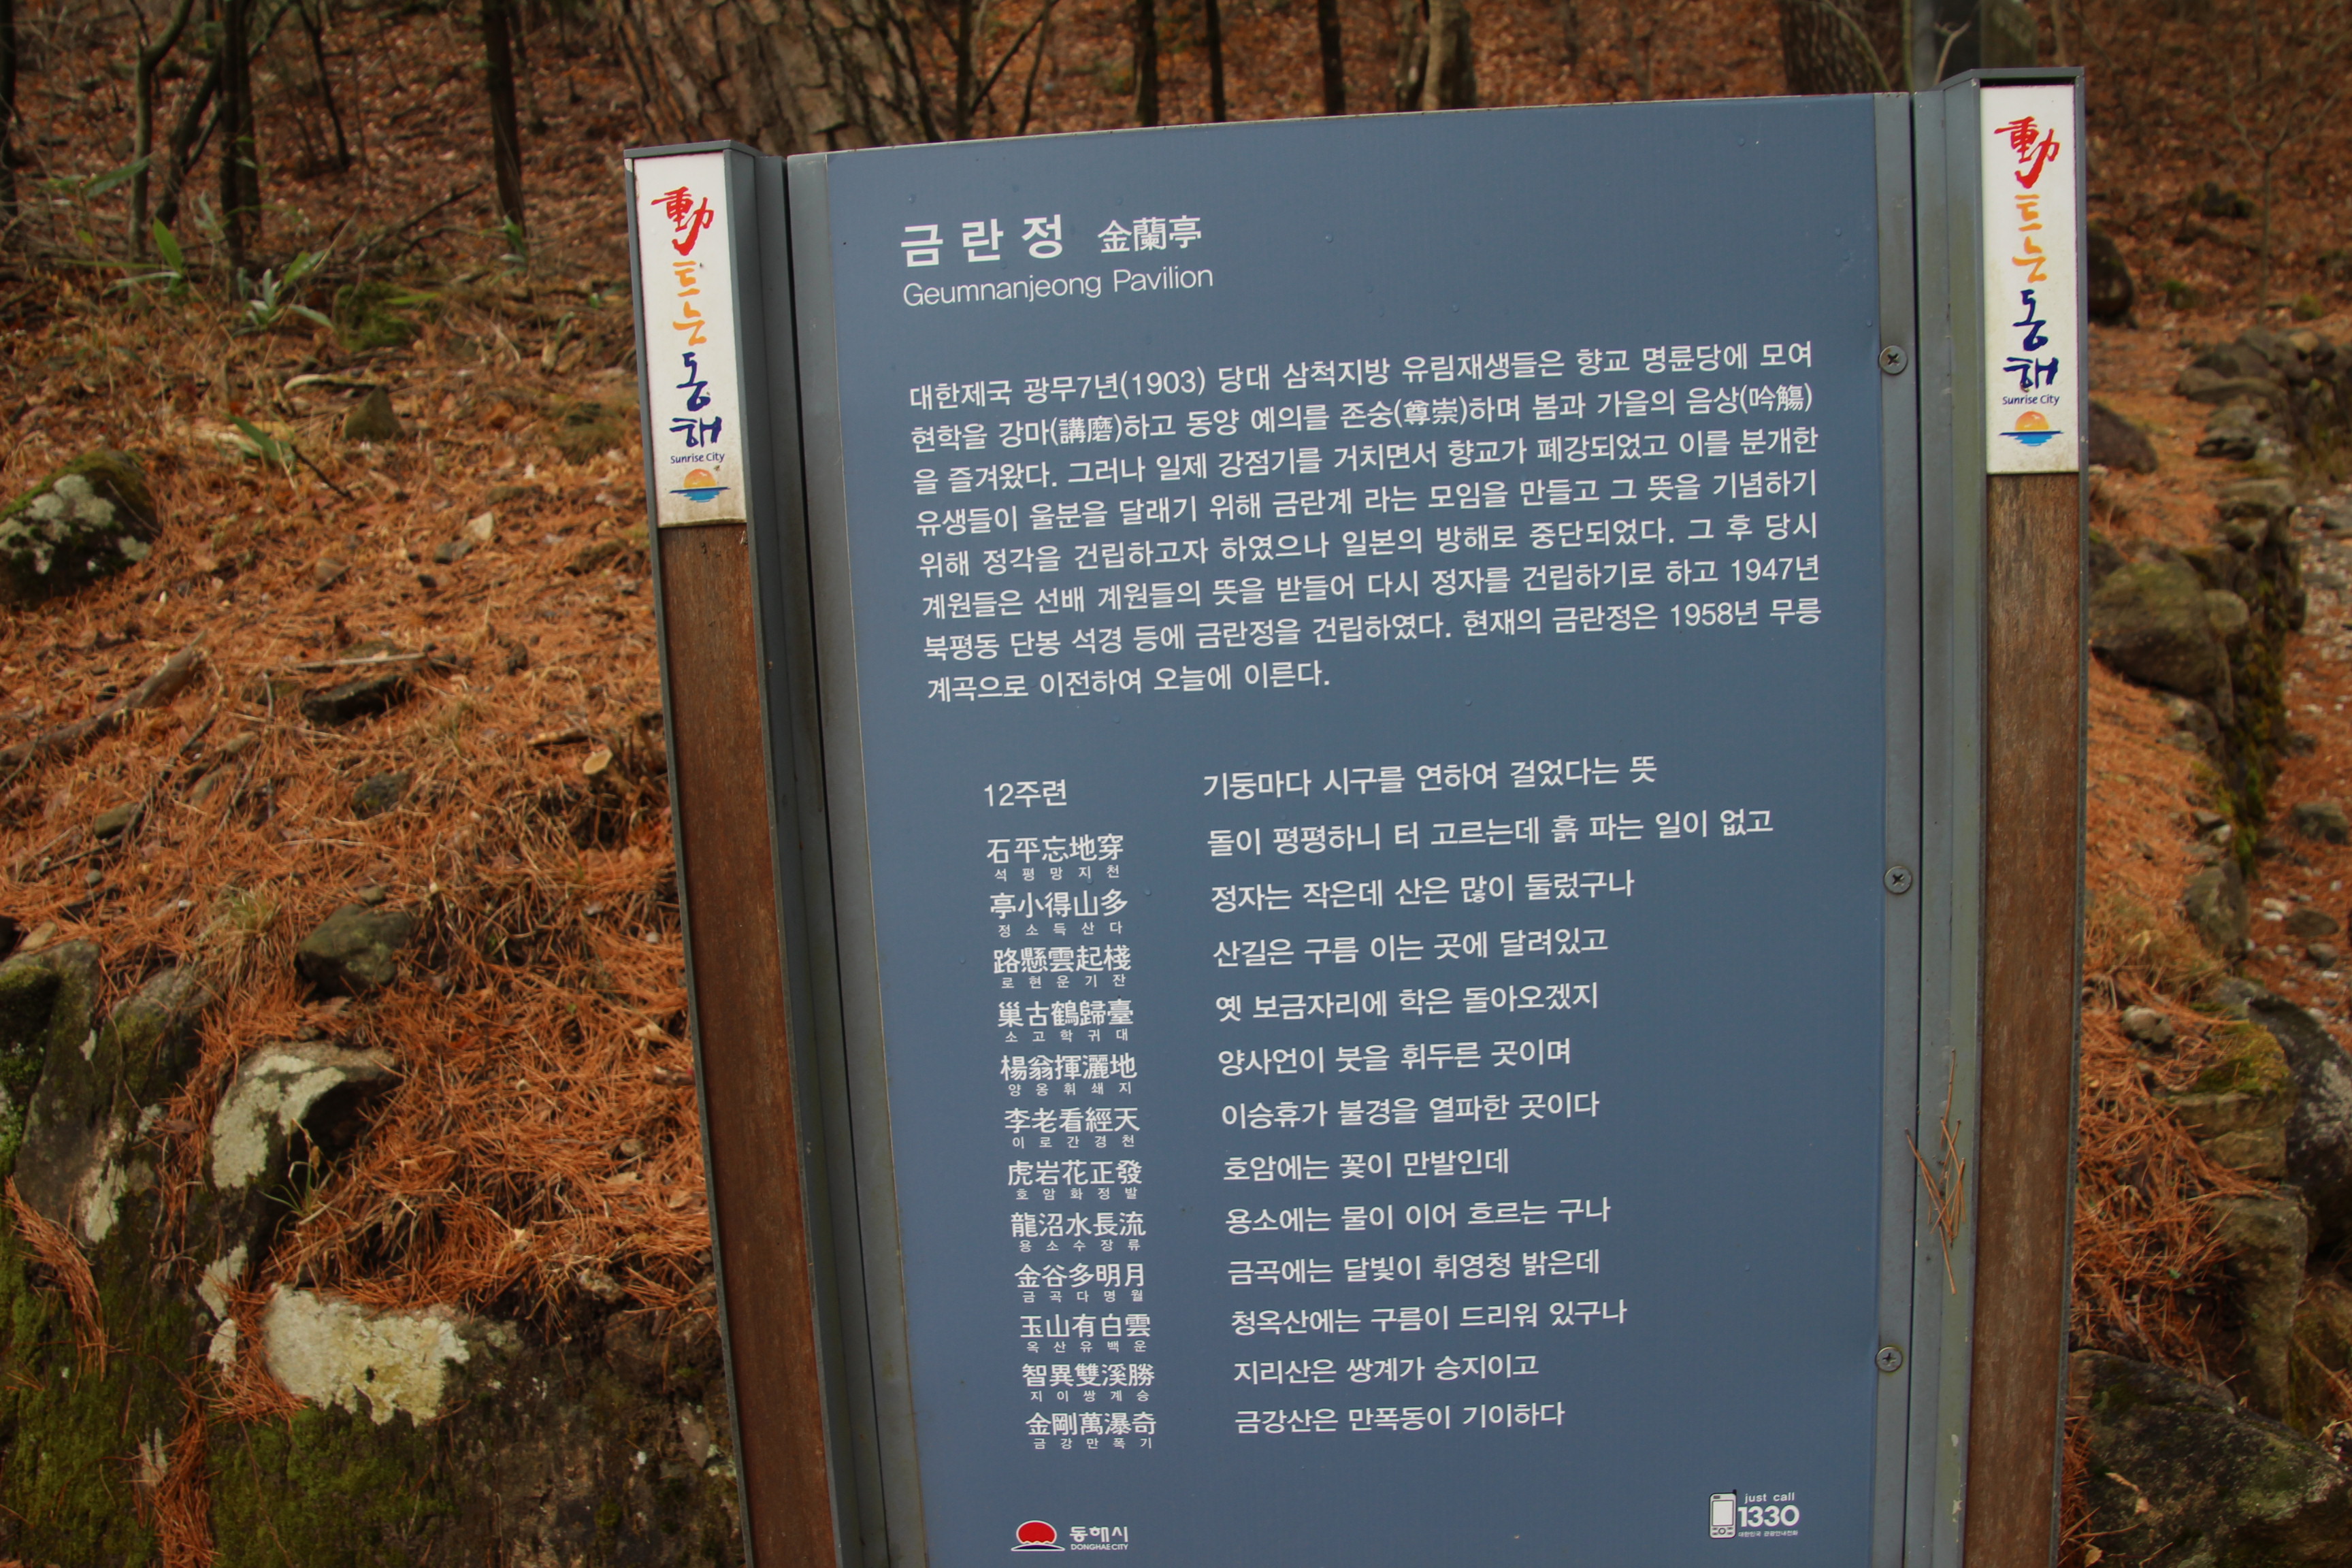 動
트는
동
해
Sunrise City
動
트는
동
해
Sunrise City
금란정 金蘭亭
Geumnanjeong Pavilion
대한제국 광무7년(1903) 당대 삼척지방 유림재생들은 향교 명륜당에 모여
현학을 강마(講磨)하고 동양 예의를 존숭(尊崇)하며 봄과 가을의 음상(吟觴)
을 즐겨왔다. 그러나 일제 강점기를 거치면서 향교가 폐강되었고 이를 분개한
유생들이 울분을 달래기 위해 금란계 라는 모임을 만들고 그 뜻을 기념하기
위해 정각을 건립하고자 하였으나 일본의 방해로 중단되었다. 그 후 당시
계원들은 선배 계원들의 뜻을 받들어 다시 정자를 건립하기로 하고 1947년
북평동 단봉 석경 등에 금란정을 건립하였다. 현재의 금란정은 1958년 무릉
계곡으로 이전하여 오늘에 이른다.
12주련 기둥마다 시구를 연하여 걸었다는 뜻
石平忘地穿 돌이 평평하니 터 고르는데 흙 파는 일이 없고
석평망지천
亭小得山多 정자는 작은데 산은 많이 둘렀구나
정소득산다
路懸雲起棧 산길은 구름 이는 곳에 달려있고
로현운기잔
巢古鶴歸臺 옛 보금자리에 학은 돌아오겠지
소고학귀대
楊翁揮灑地 양사언이 붓을 휘두른 곳이며
양옹휘쇄지
李老看經天 이승휴가 불경을 열파한 곳이다
이로간경천
虎岩花正發 호암에는 꽃이 만발인데
호암화정발
龍沼水長流 용소에는 물이 이어 흐르는 구나
용소수장류
金谷多明月 금곡에는 달빛이 휘영청 밝은데
금곡다명월
玉山有白雲 청옥산에는 구름이 드리워 있구나
옥산유백운
智異雙溪勝 지리산은 쌍계가 승지이고
지이쌍계승
金剛萬瀑奇 금강산은 만폭동이 기이하다
금강만폭기
동해시
DONGHAE CITY
just call
1330
대한민국 관광안내전화